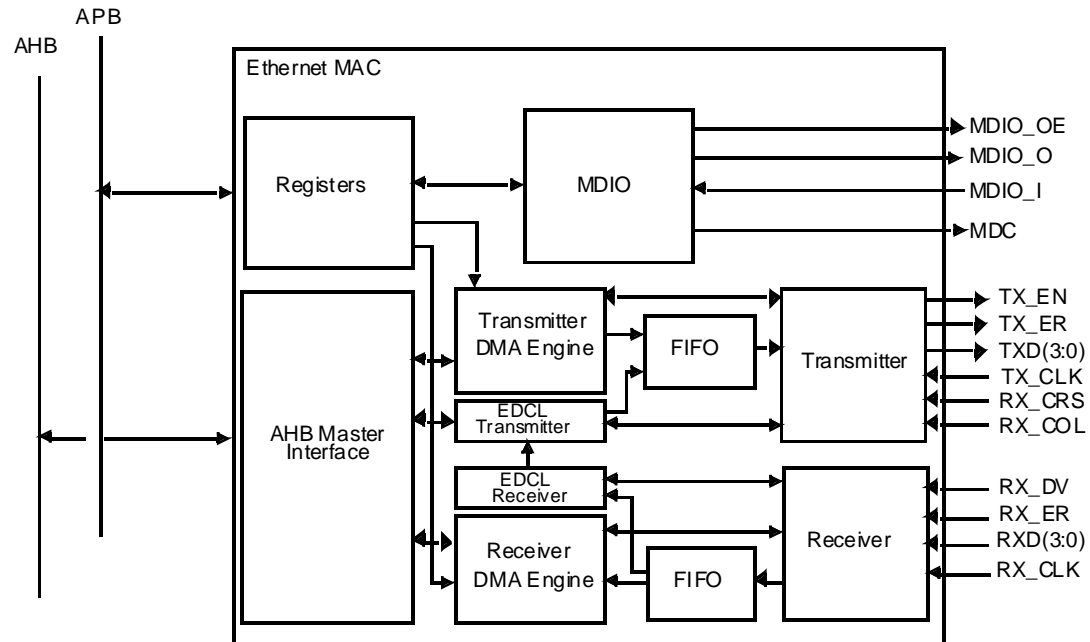 APB
AHB
Ethernet MAC
Registers
MDIO
MDIO_OE
MDIO_O
MDIO_I
MDC
Transmitter
DMA Engine
FIFO
Transmitter
TX_EN
TX_ER
TXD(3:0)
TX_CLK
RX_CRS
RX_COL
EDCL
Transmitter
AHB Master
Interface
EDCL
Receiver
Receiver
DMA Engine
FIFO
Receiver
RX_DV
RX_ER
RXD(3:0)
RX_CLK